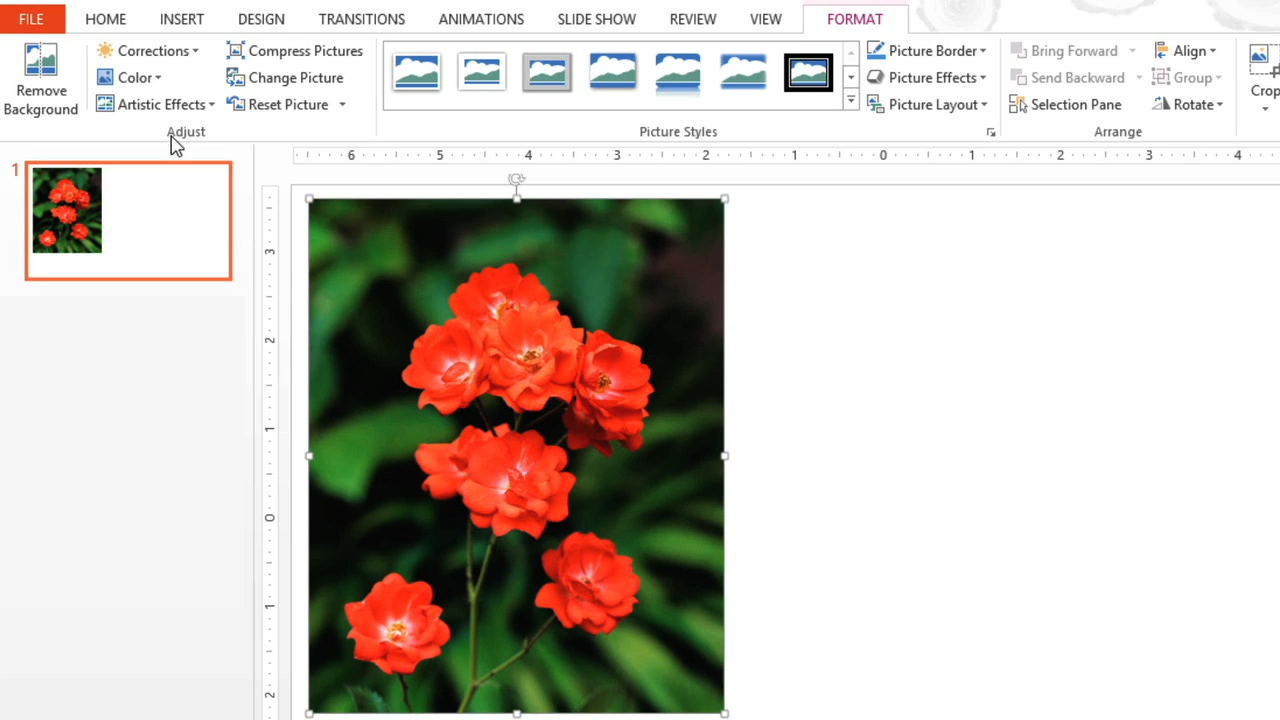 FILE HOME INSERT DESIGN TRANSITIONS ANIMATIONS SLIDE SHOW REVIEW VIEW FORMAT
Remove Background
Corrections
Color
Artistic Effects
Compress Pictures
Change Picture
Reset Picture
Adjust
Picture Styles
Picture Border
Picture Effects
Picture Layout
Bring Forward
Send Backward
Selection Pane
Align
Group
Rotate
Arrange
Crop
1
6 5 4 3 2 1 0 1 2 3 4
3
2
1
0
1
2